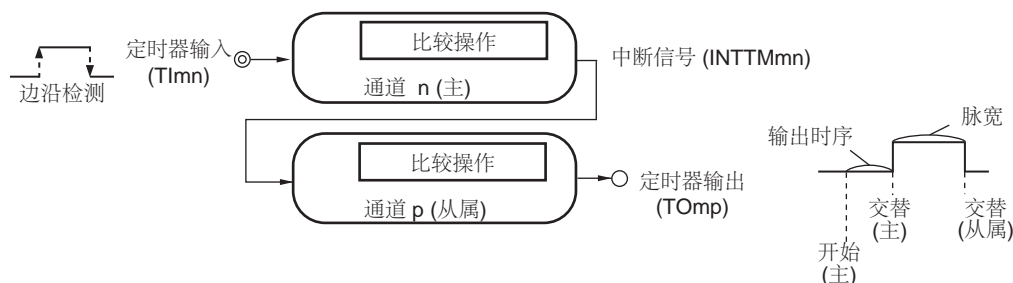 边沿检测
定时器输入
(TImn)
比较操作
通道 n (主)
中断信号 (INTTMmn)
比较操作
通道 p (从属)
定时器输出
(TOmp)
输出时序
脉宽
开始
(主)
交替
(主)
交替
(从属)